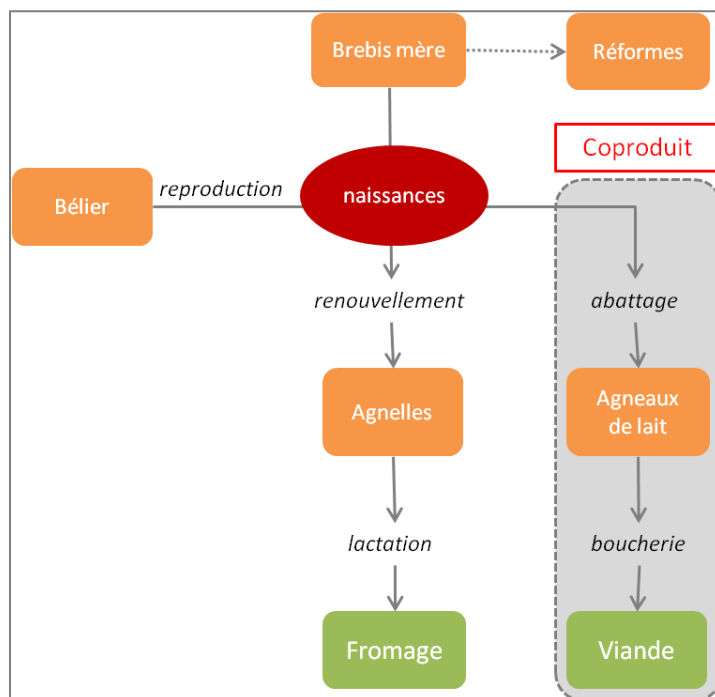 Brebis mère
Réformes
Coproduit
reproduction
Bélier
naissances
renouvellement
abattage
Agnelles
Agneaux
de lait
lactation
boucherie
Fromage
Viande